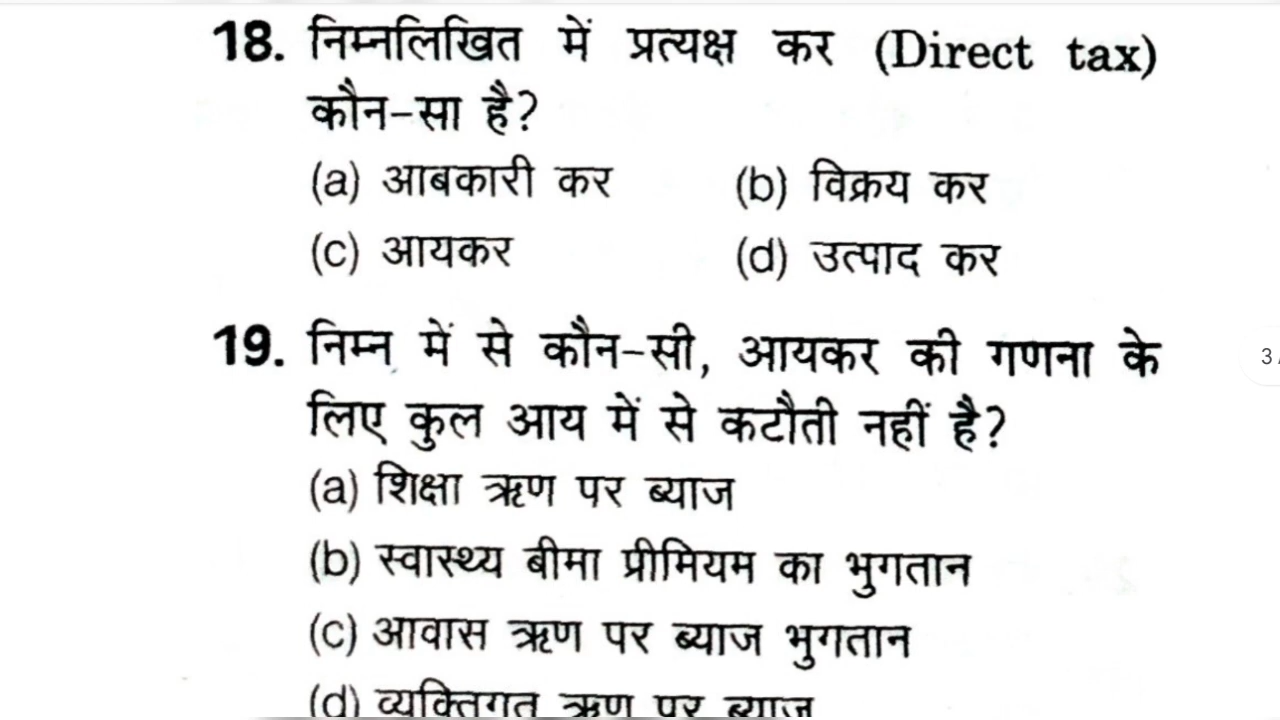 18. निम्नलिखित में प्रत्यक्ष कर (Direct tax)
कौन-सा है?
(a) आबकारी कर (b) विक्रय कर
(c) आयकर (d) उत्पाद कर
19. निम्न में से कौन-सी, आयकर की गणना के
लिए कुल आय में से कटौती नहीं है?
(a) शिक्षा ऋण पर ब्याज
(b) स्वास्थ्य बीमा प्रीमियम का भुगतान
(c) आवास ऋण पर ब्याज भुगतान
(d) व्यक्तिगत ऋण पर ब्याज
3/